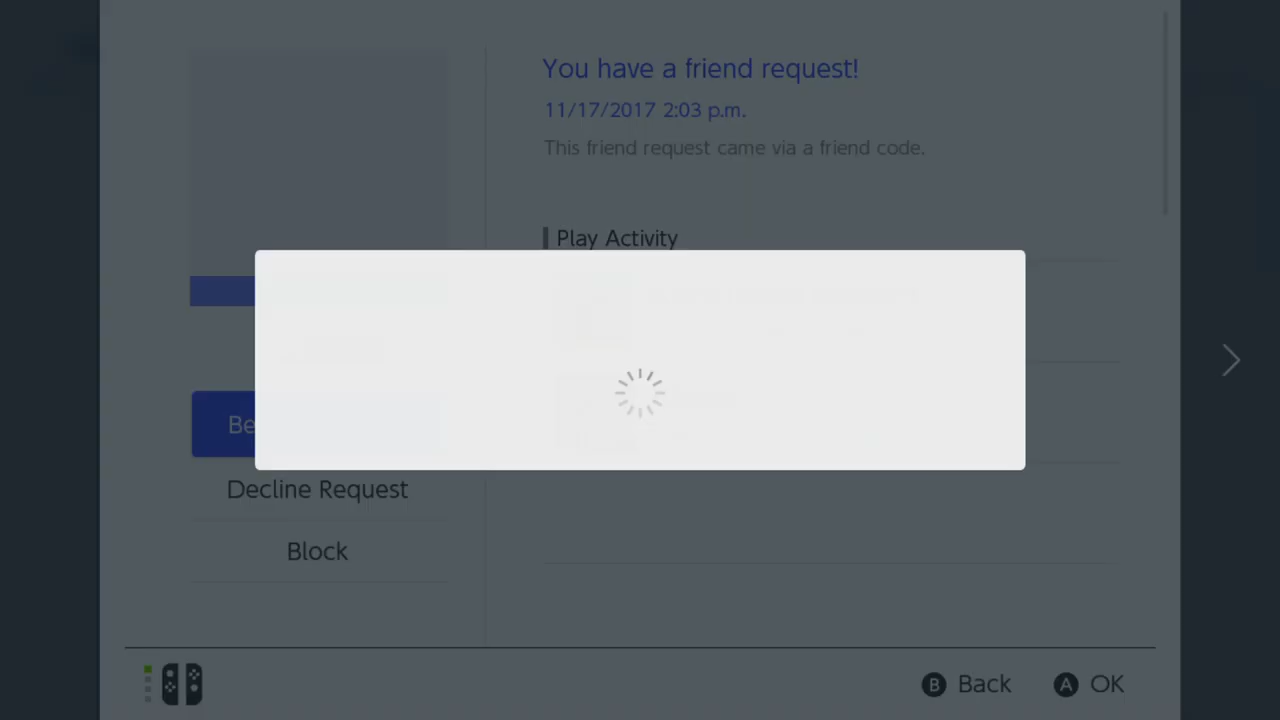 You have a friend request!
11/17/2017 2:03 p.m.
This friend request came via a friend code.
Play Activity
Be
Decline Request
Block
B Back
A OK